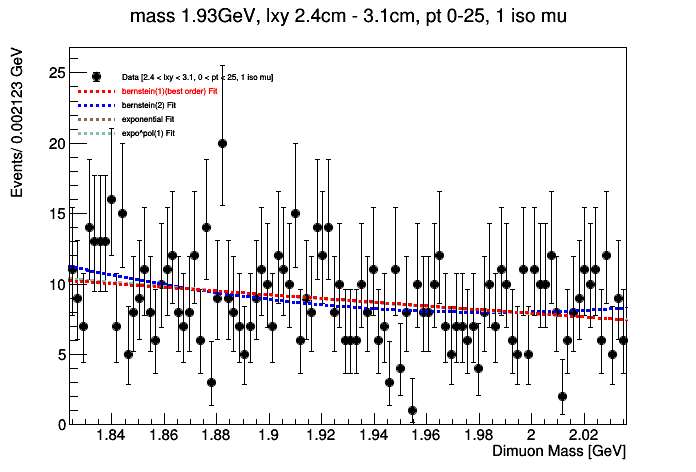 mass 1.93GeV, lxy 2.4cm - 3.1cm, pt 0-25, 1 iso mu
Events/ 0.002123 GeV
25
20
15
10
5
0
Data [2.4 < lxy < 3.1, 0 < pt < 25, 1 iso mu]
bernstein(1)(best order) Fit
bernstein(2) Fit
exponential Fit
expo*pol(1) Fit
1.84 1.86 1.88 1.9 1.92 1.94 1.96 1.98 2 2.02
Dimuon Mass [GeV]